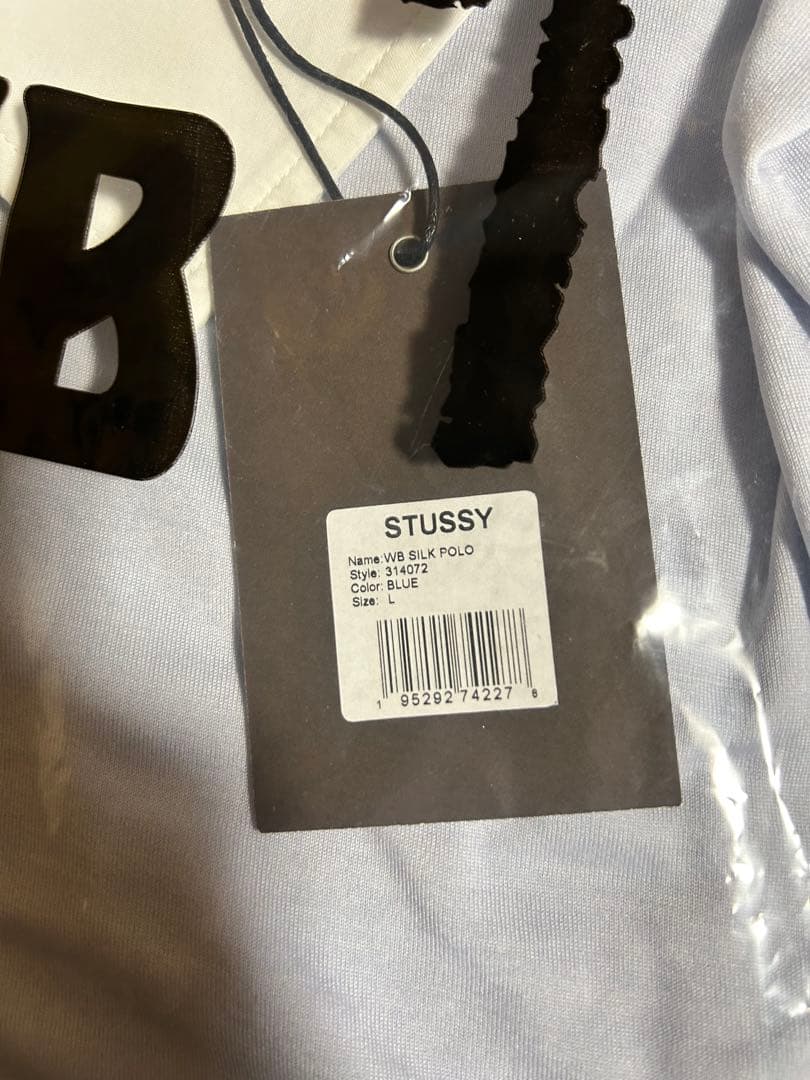 B
STUSSY
Name:WB SILK POLO
Style: 314072
Color: BLUE
Size: L
1 95292 74227 8